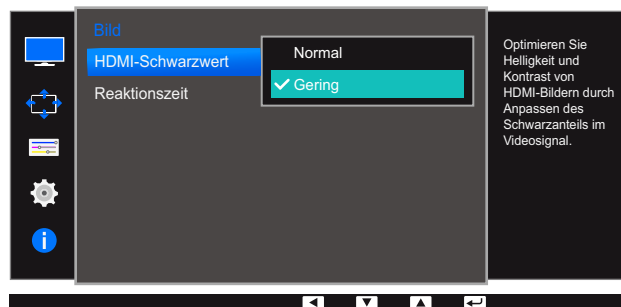 Bild
HDMI-Schwarzwert
Normal
Gering
Reaktionszeit
Optimieren Sie
Helligkeit und
Kontrast von
HDMI-Bildern durch
Anpassen des
Schwarzanteils im
Videosignal.